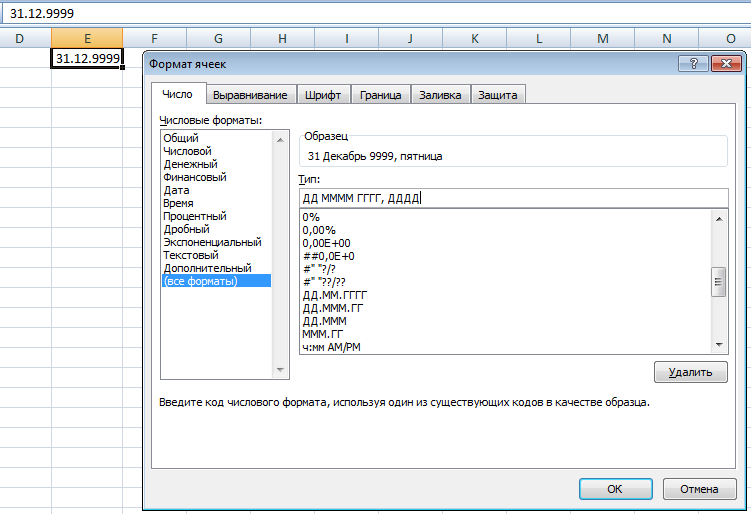 31.12.9999
D E F G H I J K L M N O
31.12.9999
Формат ячеек
Число Выравнивание Шрифт Граница Заливка Защита
Числовые форматы:
Общий
Числовой
Денежный
Финансовый
Дата
Время
Процентный
Дробный
Экспоненциальный
Текстовый
Дополнительный
(все форматы)
Образец
31 Декабрь 9999, пятница
Тип:
ДД ММММ ГГГГ, ДДДД
0%
0,00%
0,00E+00
##0,0E+0
#" "?/?
#" "??/??
ДД.ММ.ГГГГ
ДД.МММ.ГГ
ДД.МММ
МММ.ГГ
ч:мм AM/PM
Удалить
Введите код числового формата, используя один из существующих кодов в качестве образца.
ОК Отмена